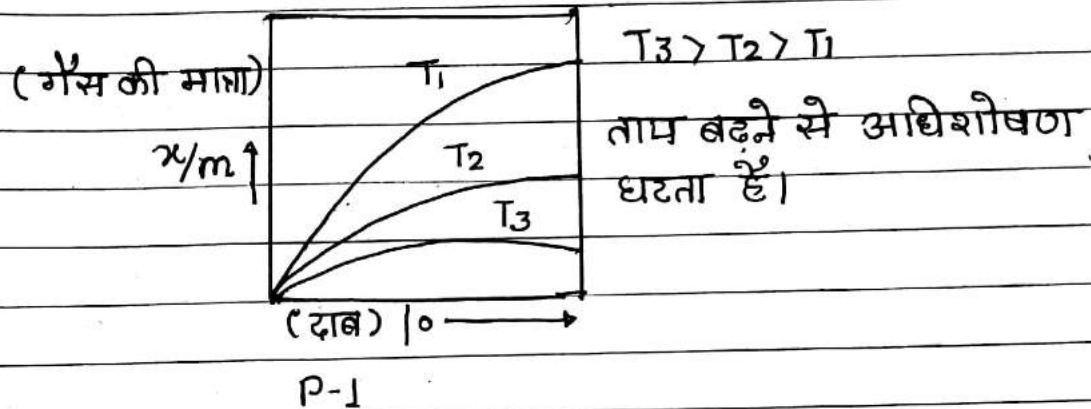 (गैस की मात्रा)
x/m
T1
T2
T3
T3 > T2 > T1
ताप बढ़ने से अधिशोषण
घटता है।
(दाब) p
P-1